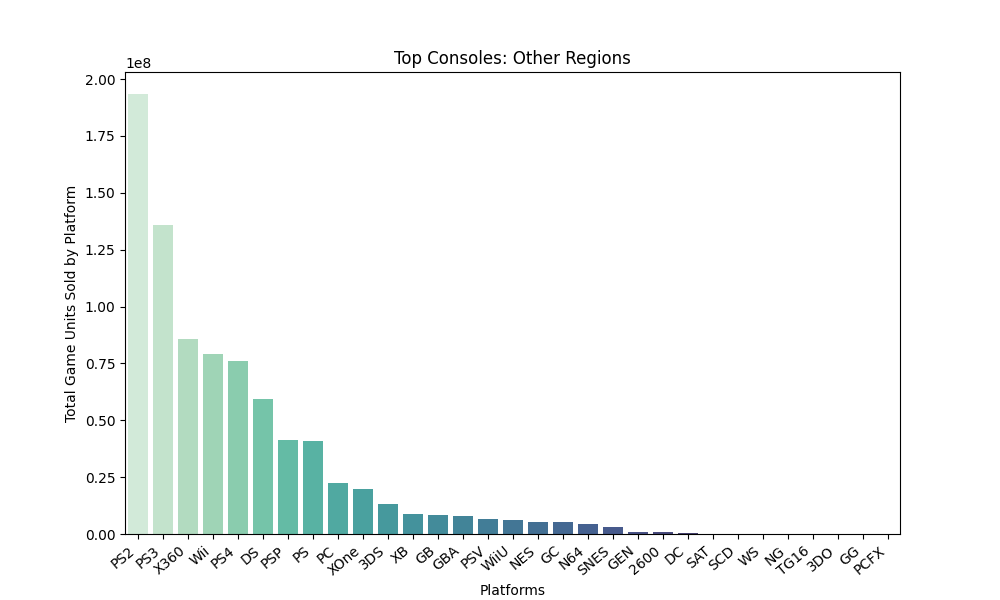 Top Consoles: Other Regions
1e8
2.00
1.75
1.50
1.25
1.00
0.75
0.50
0.25
0.00
Total Game Units Sold by Platform
PS2 PS3 X360 Wii PS4 DS PSP PS PC XOne 3DS XB GB GBA PSV WiiU NES GC N64 SNES GEN 2600 DC SAT SCD WS NG TG16 3DO GG PCFX
Platforms